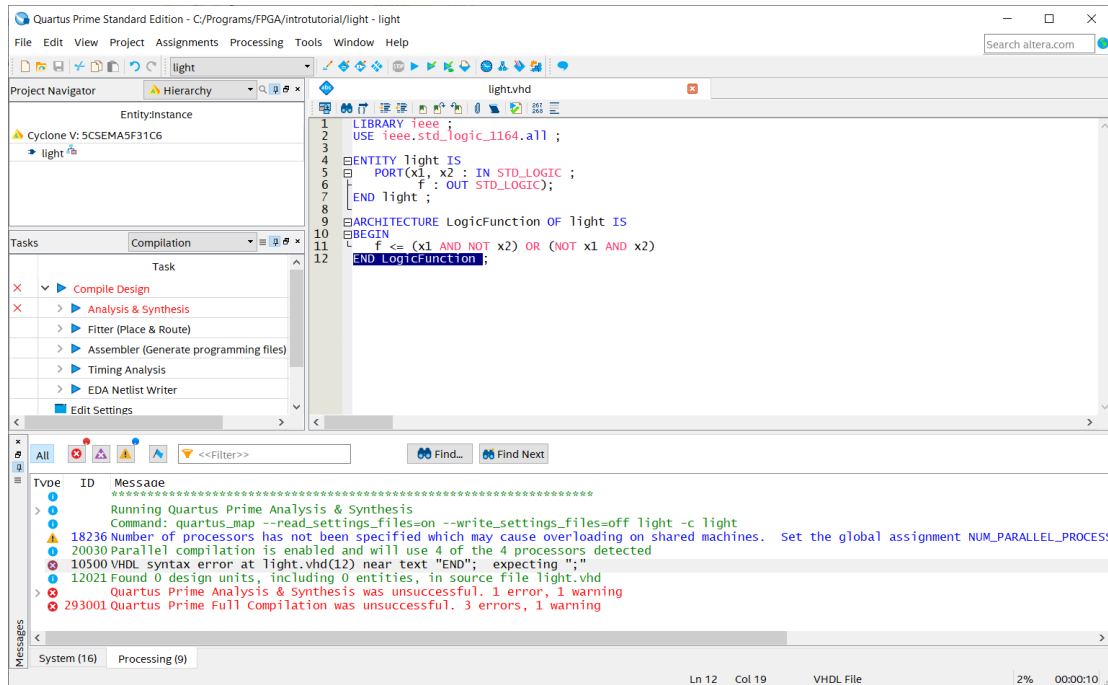 Quartus Prime Standard Edition - C:/Programs/FPGA/introtutorial/light - light
File Edit View Project Assignments Processing Tools Window Help
Search altera.com
light
Project Navigator Hierarchy
light.vhd
Entity:Instance
Cyclone V: 5CSEMA5F31C6
light
267
268
1 LIBRARY ieee ;
2 USE ieee.std_logic_1164.all ;
3
4 ENTITY light IS
5 PORT(x1, x2 : IN STD_LOGIC ;
6 f : OUT STD_LOGIC);
7 END light ;
8
9 ARCHITECTURE LogicFunction OF light IS
10 BEGIN
11 f <= (x1 AND NOT x2) OR (NOT x1 AND x2)
12 END LogicFunction ;
Tasks Compilation
Task
Compile Design
Analysis & Synthesis
Fitter (Place & Route)
Assembler (Generate programming files)
Timing Analysis
EDA Netlist Writer
Edit Settings
All <<Filter>> Find... Find Next
Type ID Message
*******************************************************************
Running Quartus Prime Analysis & Synthesis
Command: quartus_map --read_settings_files=on --write_settings_files=off light -c light
18236 Number of processors has not been specified which may cause overloading on shared machines.  Set the global assignment NUM_PARALLEL_PROCESS
20030 Parallel compilation is enabled and will use 4 of the 4 processors detected
10500 VHDL syntax error at light.vhd(12) near text "END";  expecting ";"
12021 Found 0 design units, including 0 entities, in source file light.vhd
Quartus Prime Analysis & Synthesis was unsuccessful. 1 error, 1 warning
293001 Quartus Prime Full Compilation was unsuccessful. 3 errors, 1 warning
Messages
System (16) Processing (9)
Ln 12 Col 19 VHDL File 2% 00:00:10